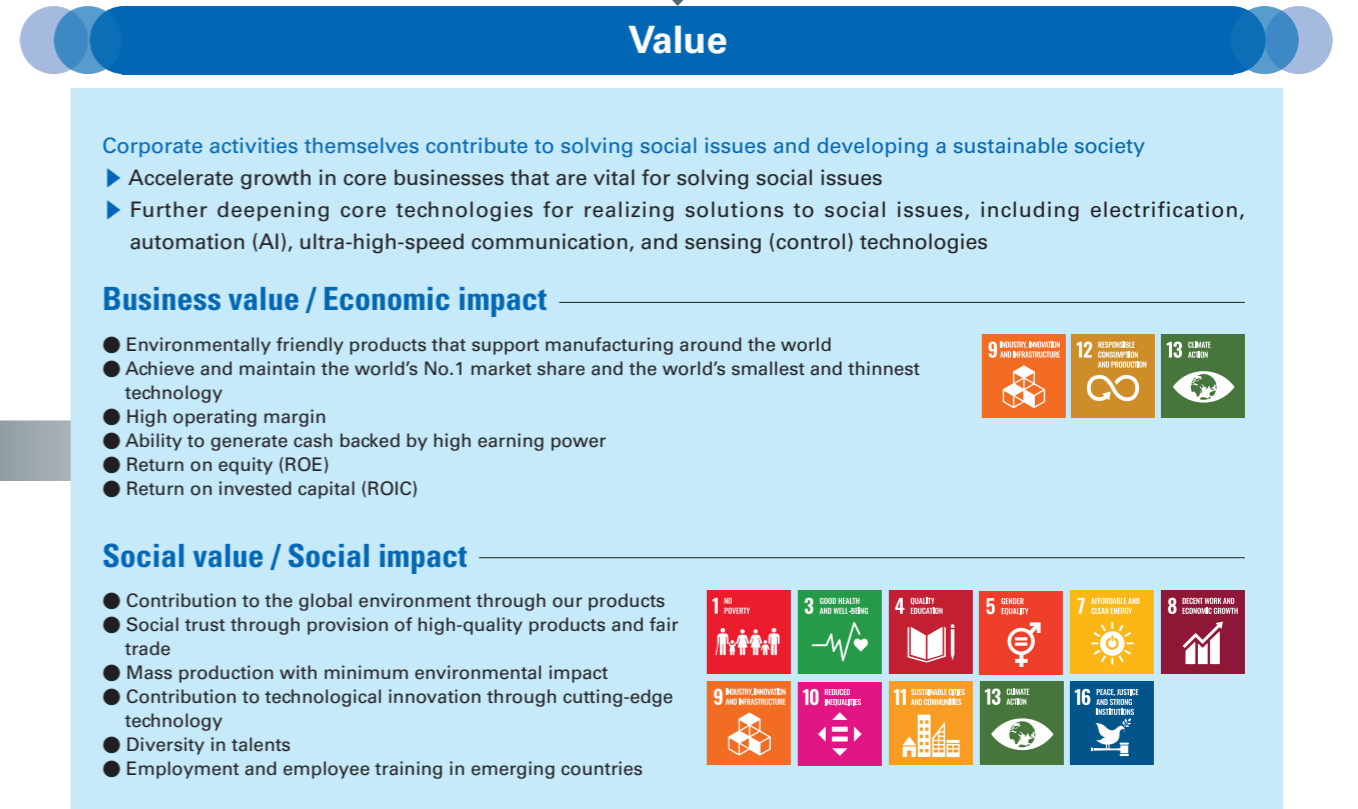 Value
Corporate activities themselves contribute to solving social issues and developing a sustainable society
▶ Accelerate growth in core businesses that are vital for solving social issues
▶ Further deepening core technologies for realizing solutions to social issues, including electrification,
automation (AI), ultra-high-speed communication, and sensing (control) technologies
Business value / Economic impact
● Environmentally friendly products that support manufacturing around the world
● Achieve and maintain the world's No.1 market share and the world's smallest and thinnest
technology
● High operating margin
● Ability to generate cash backed by high earning power
● Return on equity (ROE)
● Return on invested capital (ROIC)
9 INDUSTRY, INNOVATION
AND INFRASTRUCTURE
12 RESPONSIBLE
CONSUMPTION
AND PRODUCTION
13 CLIMATE
ACTION
Social value / Social impact
● Contribution to the global environment through our products
● Social trust through provision of high-quality products and fair
trade
● Mass production with minimum environmental impact
● Contribution to technological innovation through cutting-edge
technology
● Diversity in talents
● Employment and employee training in emerging countries
1 NO
POVERTY
3 GOOD HEALTH
AND WELL-BEING
4 QUALITY
EDUCATION
5 GENDER
EQUALITY
7 AFFORDABLE AND
CLEAN ENERGY
8 DECENT WORK AND
ECONOMIC GROWTH
9 INDUSTRY, INNOVATION
AND INFRASTRUCTURE
10 REDUCED
INEQUALITIES
11 SUSTAINABLE CITIES
AND COMMUNITIES
13 CLIMATE
ACTION
16 PEACE, JUSTICE
AND STRONG
INSTITUTIONS